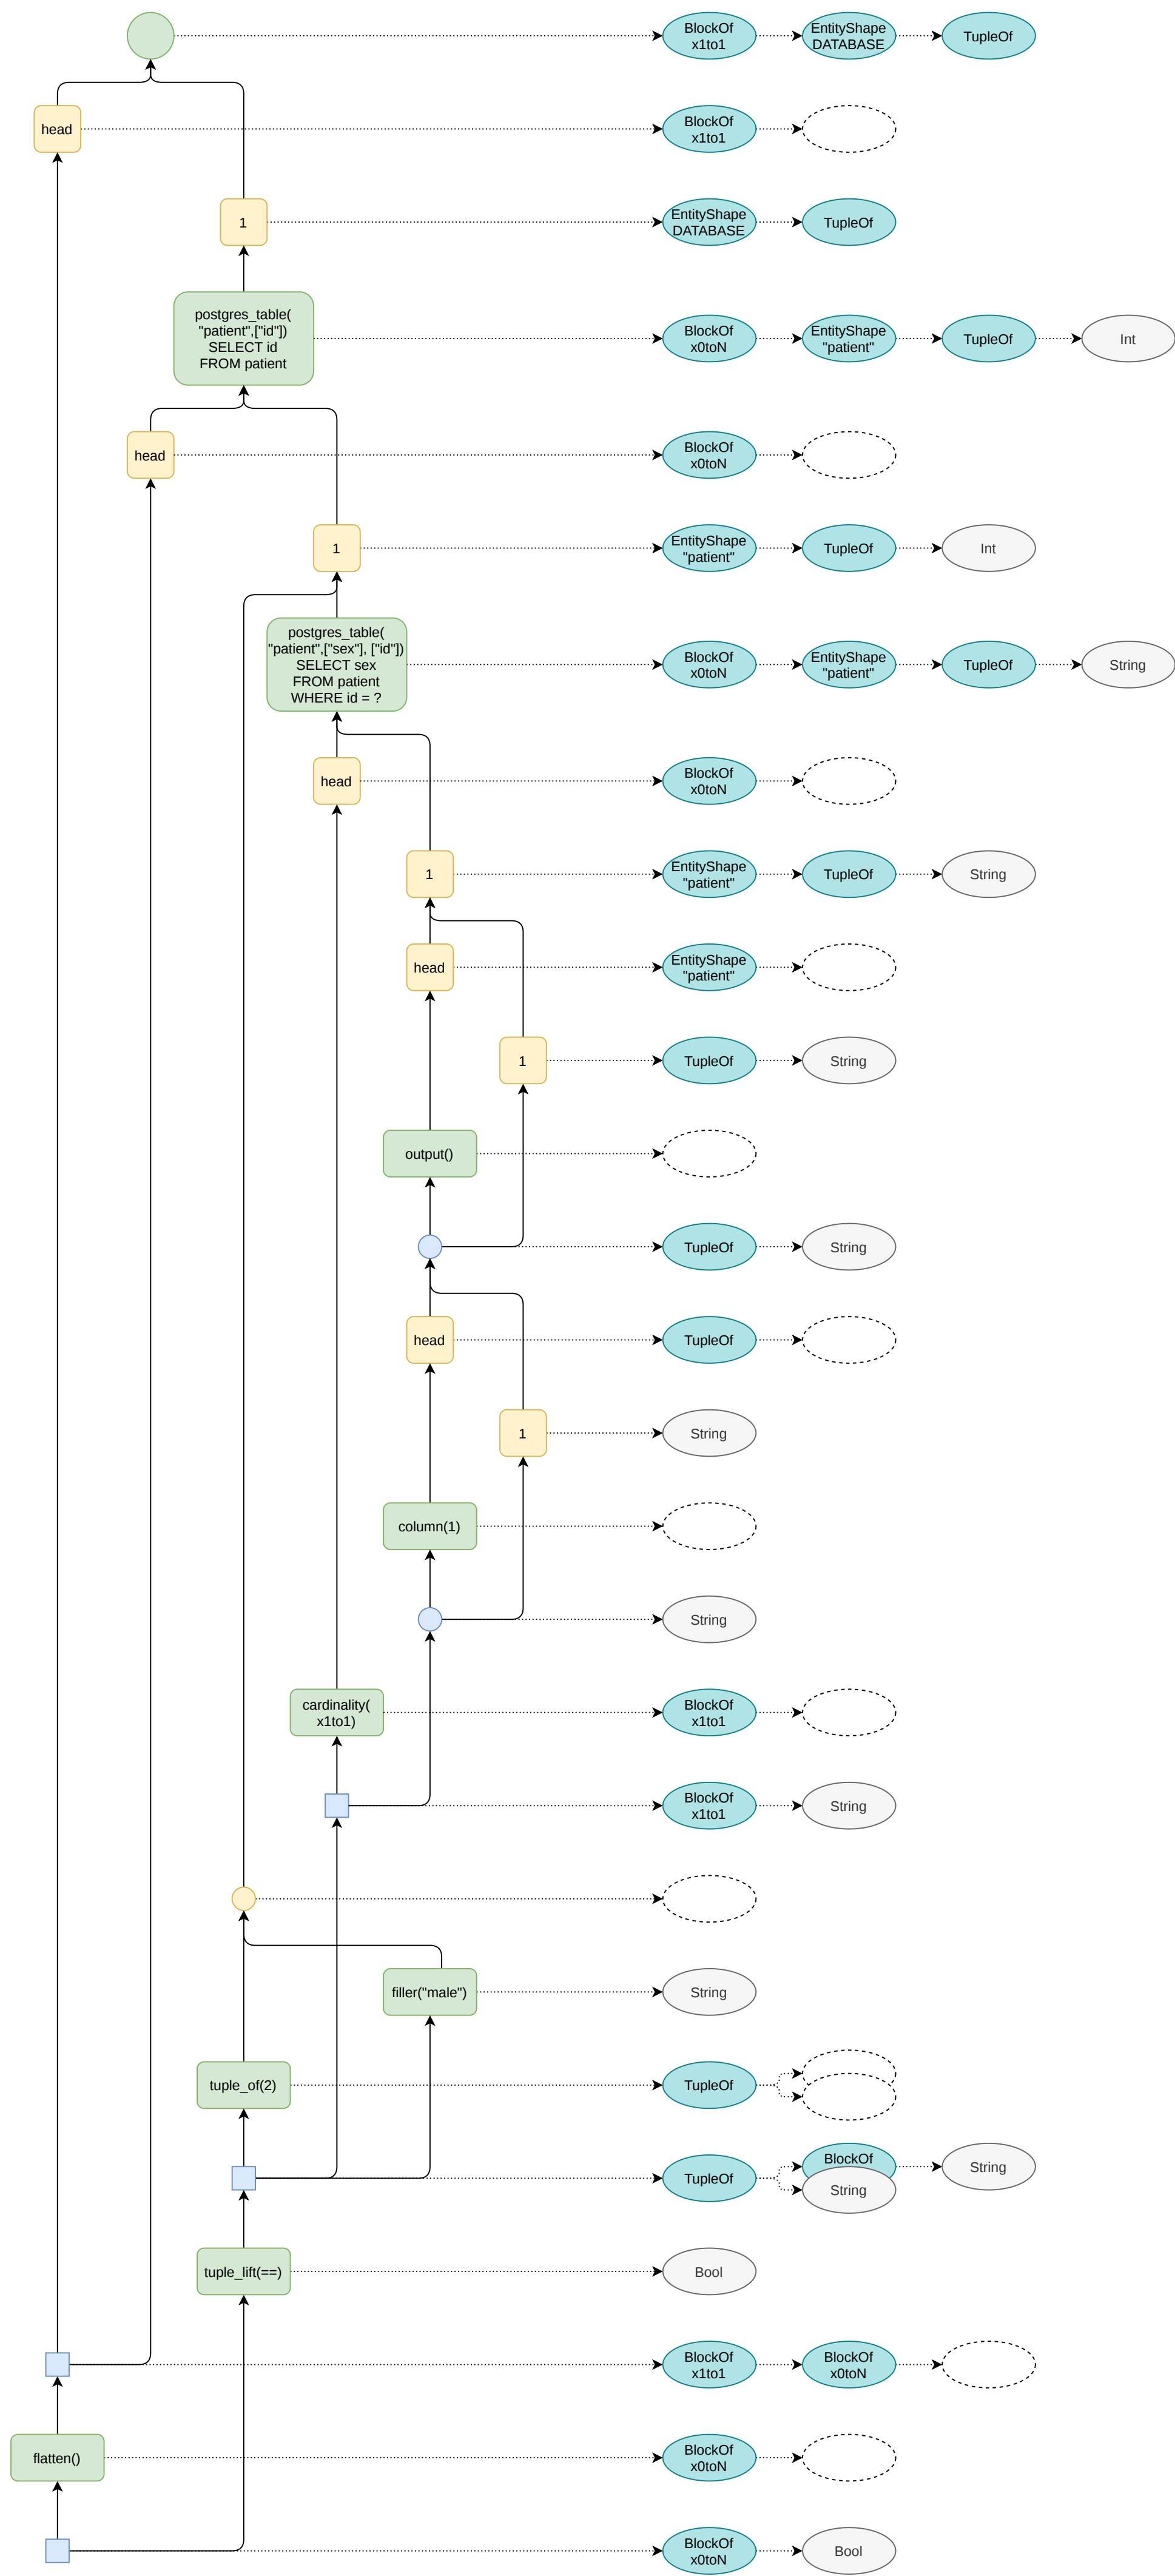 BlockOf
x1to1
EntityShape
DATABASE
TupleOf
head
BlockOf
x1to1
1
EntityShape
DATABASE
TupleOf
postgres_table(
"patient",["id"])
SELECT id
FROM patient
BlockOf
x0toN
EntityShape
"patient"
TupleOf
Int
head
BlockOf
x0toN
1
EntityShape
"patient"
TupleOf
Int
postgres_table(
"patient",["sex"], ["id"])
SELECT sex
FROM patient
WHERE id = ?
BlockOf
x0toN
EntityShape
"patient"
TupleOf
String
head
BlockOf
x0toN
1
EntityShape
"patient"
TupleOf
String
head
EntityShape
"patient"
1
TupleOf
String
output()
TupleOf
String
head
TupleOf
1
String
column(1)
String
cardinality(
x1to1)
BlockOf
x1to1
BlockOf
x1to1
String
filler("male")
String
tuple_of(2)
TupleOf
TupleOf
BlockOf
String
String
tuple_lift(==)
Bool
BlockOf
x1to1
BlockOf
x0toN
flatten()
BlockOf
x0toN
BlockOf
x0toN
Bool